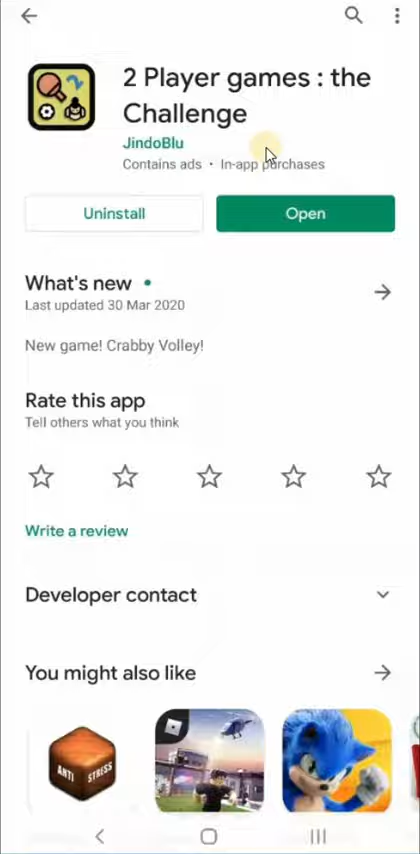 2 Player games : the
Challenge
JindoBlu
Contains ads • In-app purchases
Uninstall
Open
What's new •
Last updated 30 Mar 2020
New game! Crabby Volley!
Rate this app
Tell others what you think
Write a review
Developer contact
You might also like
ANTI STRESS